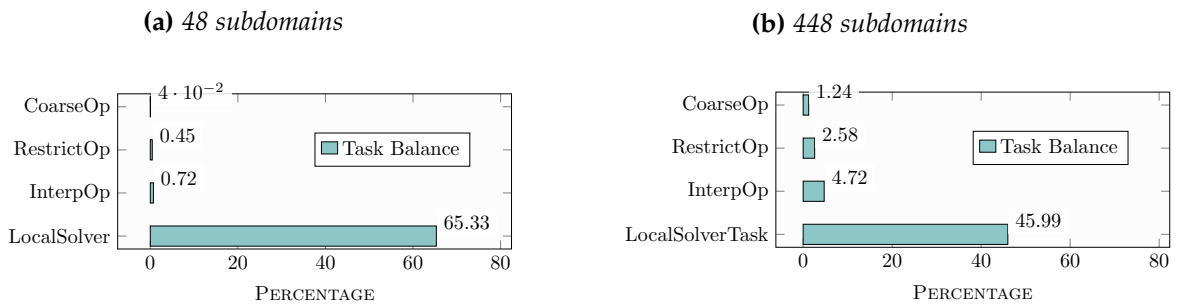 (a) 48 subdomains
4 · 10⁻²
CoarseOp
0.45
RestrictOp
Task Balance
0.72
InterpOp
65.33
LocalSolver
0 20 40 60 80
PERCENTAGE
(b) 448 subdomains
1.24
CoarseOp
2.58
RestrictOp
Task Balance
4.72
InterpOp
45.99
LocalSolverTask
0 20 40 60 80
PERCENTAGE